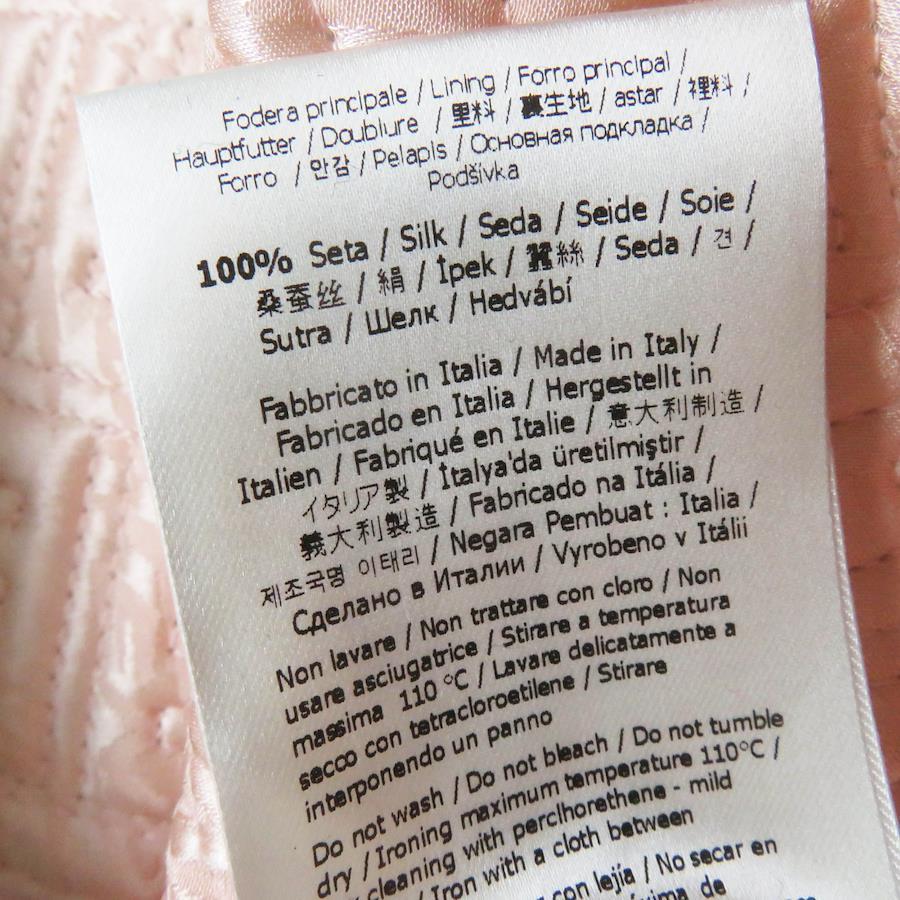 Fodera principale / Lining / Forro principal /
Hauptfutter / Doublure / 里料 / 裏生地 / astar / 裡料 /
Forro / 안감 / Pelapis / Основная подкладка /
Podšívka
100% Seta / Silk / Seda / Seide / Soie /
桑蚕丝 / 絹 / İpek / 蠶絲 / Seda / 견 /
Sutra / Шелк / Hedvábí
Fabbricato in Italia / Made in Italy /
Fabricado en Italia / Hergestellt in
Italien / Fabriqué en Italie / 意大利制造 /
イタリア製 / İtalya'da üretilmiştir /
義大利製造 / Fabricado na Itália /
제조국명 이태리 / Negara Pembuat : Italia /
Сделано в Италии / Vyrobeno v Itálii
Non lavare / Non trattare con cloro / Non
usare asciugatrice / Stirare a temperatura
massima 110 °C / Lavare delicatamente a
secco con tetracloroetilene / Stirare
interponendo un panno
Do not wash / Do not bleach / Do not tumble
dry / Ironing maximum temperature 110°C /
cleaning with perclhorethene - mild
/ Iron with a cloth between
con lejía / No secar en
de